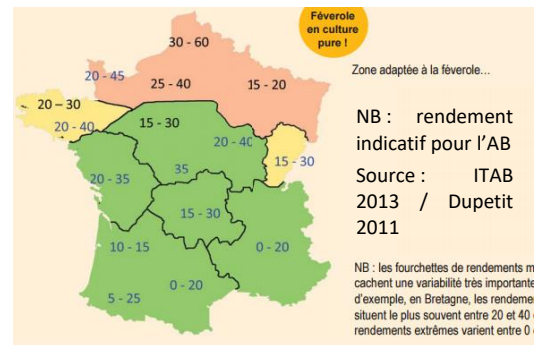 Féverole
en culture
pure !
30 - 60
20 - 45
25 - 40
15 - 20
20 – 30
20 - 40
15 - 30
20 - 40
15 - 30
20 - 35
35
15 - 30
10 - 15
0 - 20
0 - 20
5 - 25
Zone adaptée à la féverole…
NB : rendement
indicatif pour l’AB
Source : ITAB
2013 / Dupetit
2011
NB : les fourchettes de rendements
cachent une variabilité très importante
d’exemple, en Bretagne, les
situent le plus souvent entre 20 et 40
rendements extrêmes varient entre 0